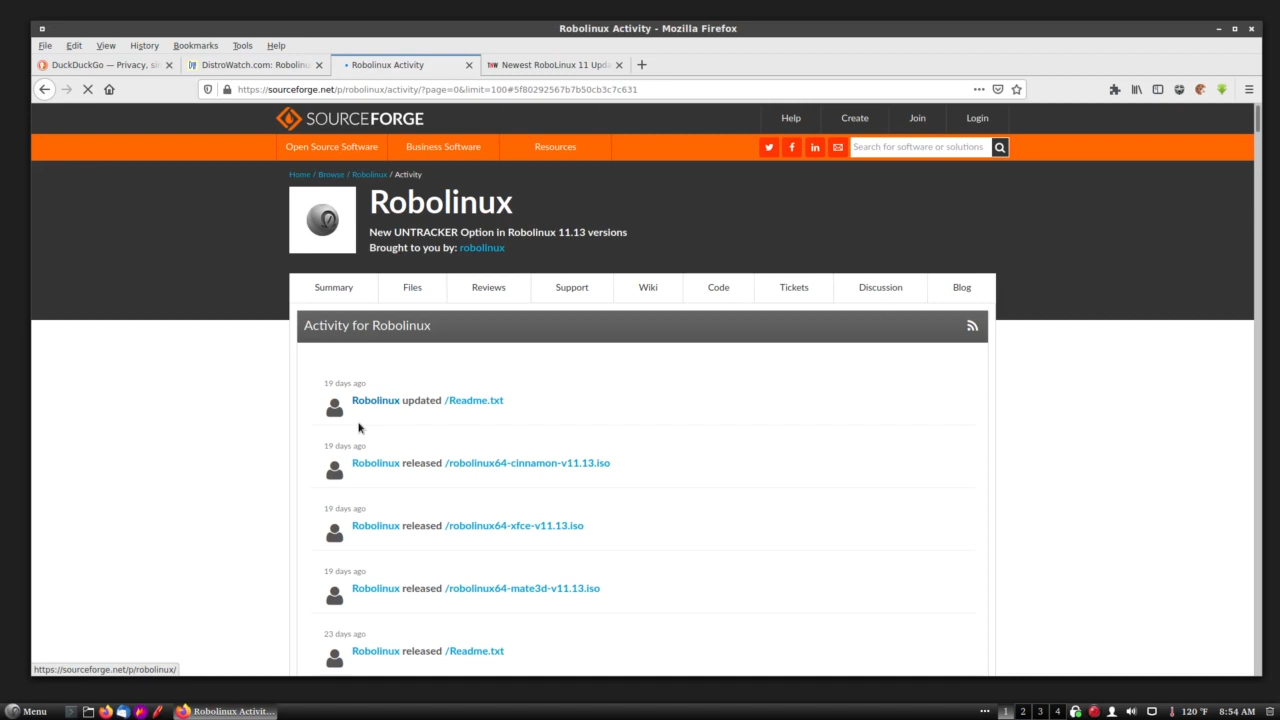 Robolinux Activity - Mozilla Firefox
File Edit View History Bookmarks Tools Help
DuckDuckGo — Privacy, sim
DistroWatch.com: Robolinu
Robolinux Activity
Newest RoboLinux 11 Upda
https://sourceforge.net/p/robolinux/activity/?page=0&limit=100#5f80292567b7b50cb3c7c631
SOURCEFORGE
Help Create Join Login
Open Source Software Business Software Resources
Search for software or solutions
Home / Browse / Robolinux / Activity
Robolinux
New UNTRACKER Option in Robolinux 11.13 versions
Brought to you by: robolinux
Summary Files Reviews Support Wiki Code Tickets Discussion Blog
Activity for Robolinux
19 days ago
Robolinux updated /Readme.txt
19 days ago
Robolinux released /robolinux64-cinnamon-v11.13.iso
19 days ago
Robolinux released /robolinux64-xfce-v11.13.iso
19 days ago
Robolinux released /robolinux64-mate3d-v11.13.iso
23 days ago
Robolinux released /Readme.txt
https://sourceforge.net/p/robolinux/
Menu
Robolinux Activit...
1 2 3 4
120 °F
8:54 AM